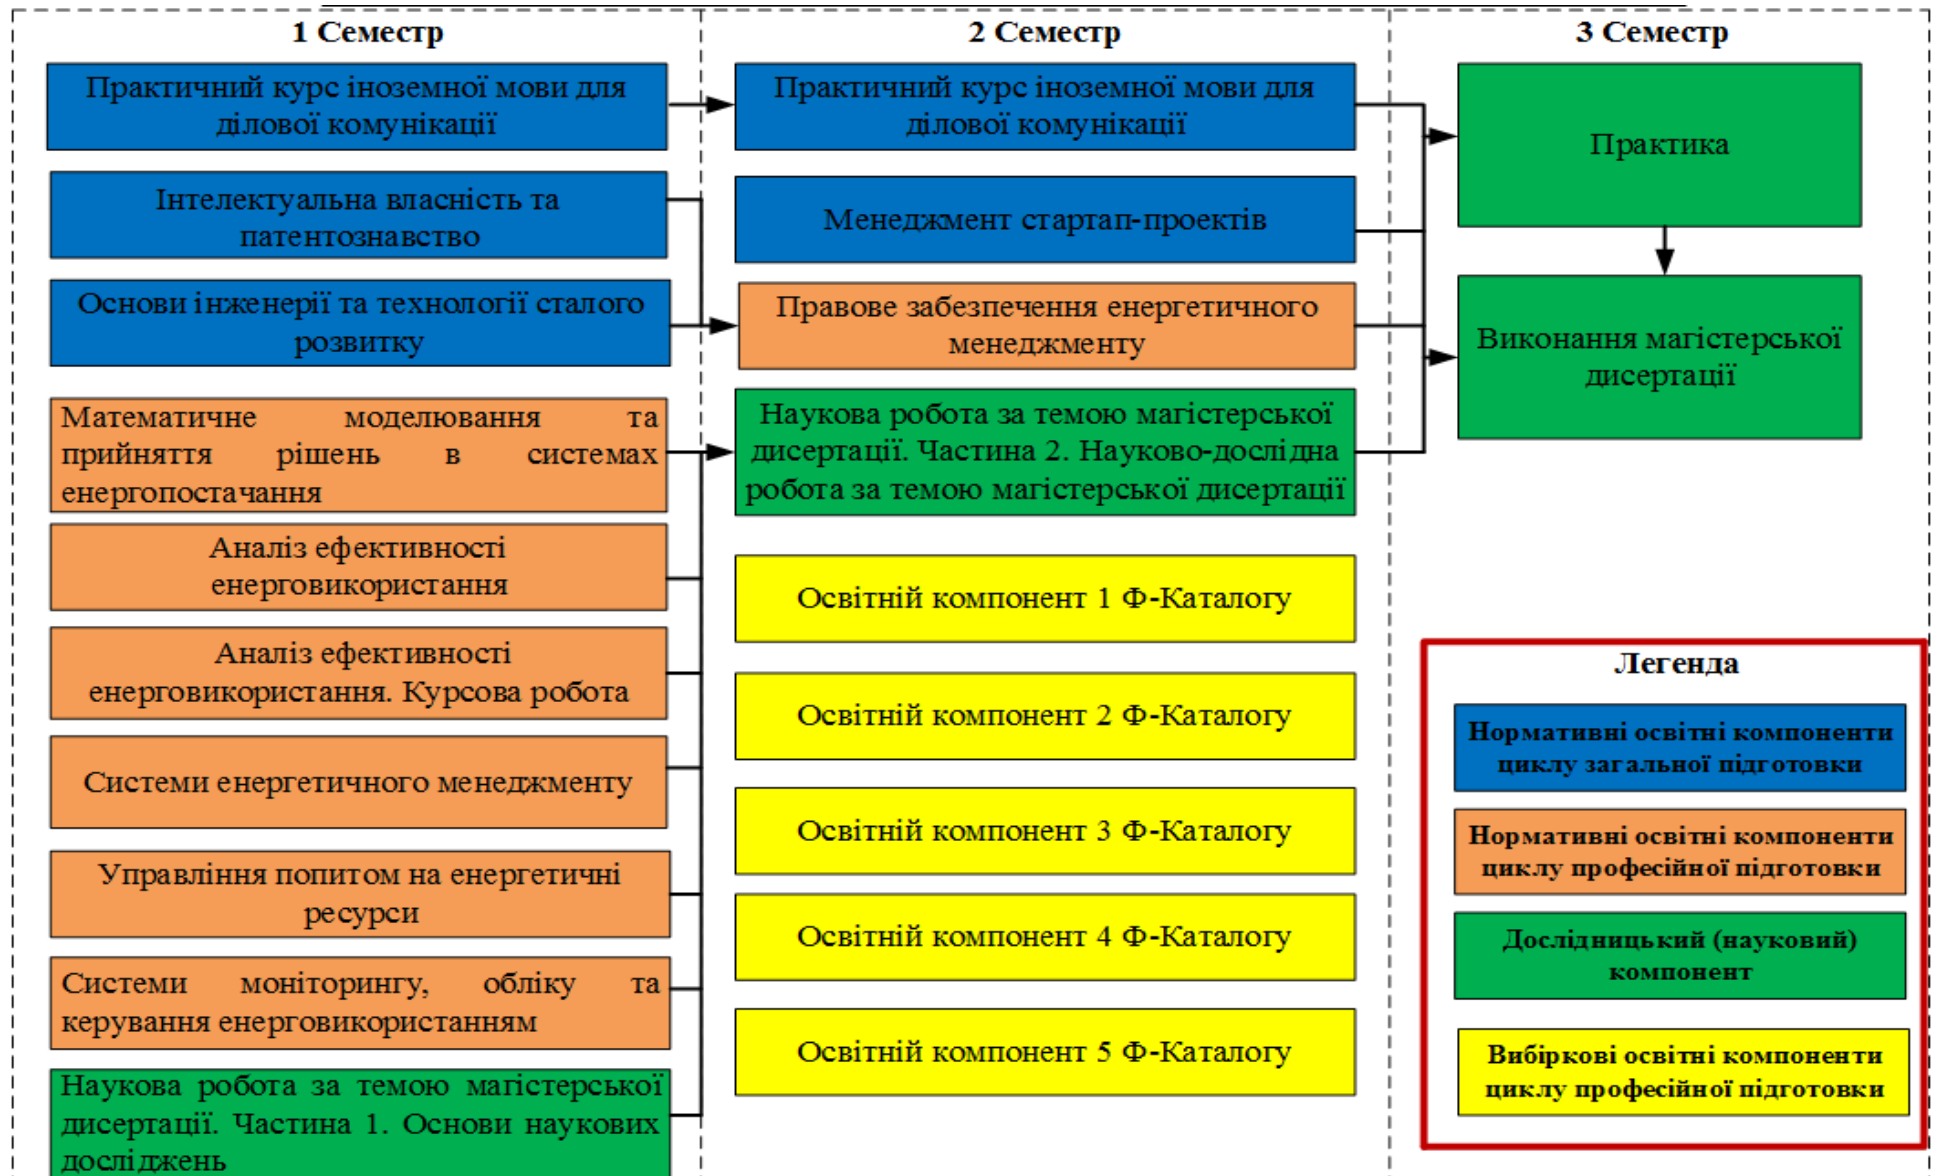 1 Семестр
Практичний курс іноземної мови для
ділової комунікації
Інтелектуальна власність та
патентознавство
Основи інженерії та технології сталого
розвитку
Математичне моделювання та
прийняття рішень в системах
енергопостачання
Аналіз ефективності
енерговикористання
Аналіз ефективності
енерговикористання. Курсова робота
Системи енергетичного менеджменту
Управління попитом на енергетичні
ресурси
Системи моніторингу, обліку та
керування енерговикористанням
Наукова робота за темою магістерської
дисертації. Частина 1. Основи наукових
досліджень
2 Семестр
Практичний курс іноземної мови для
ділової комунікації
Менеджмент стартап-проектів
Правове забезпечення енергетичного
менеджменту
Наукова робота за темою магістерської
дисертації. Частина 2. Науково-дослідна
робота за темою магістерської дисертації
Освітній компонент 1 Ф-Каталогу
Освітній компонент 2 Ф-Каталогу
Освітній компонент 3 Ф-Каталогу
Освітній компонент 4 Ф-Каталогу
Освітній компонент 5 Ф-Каталогу
3 Семестр
Практика
Виконання магістерської
дисертації
Легенда
Нормативні освітні компоненти
циклу загальної підготовки
Нормативні освітні компоненти
циклу професійної підготовки
Дослідницький (науковий)
компонент
Вибіркові освітні компоненти
циклу професійної підготовки